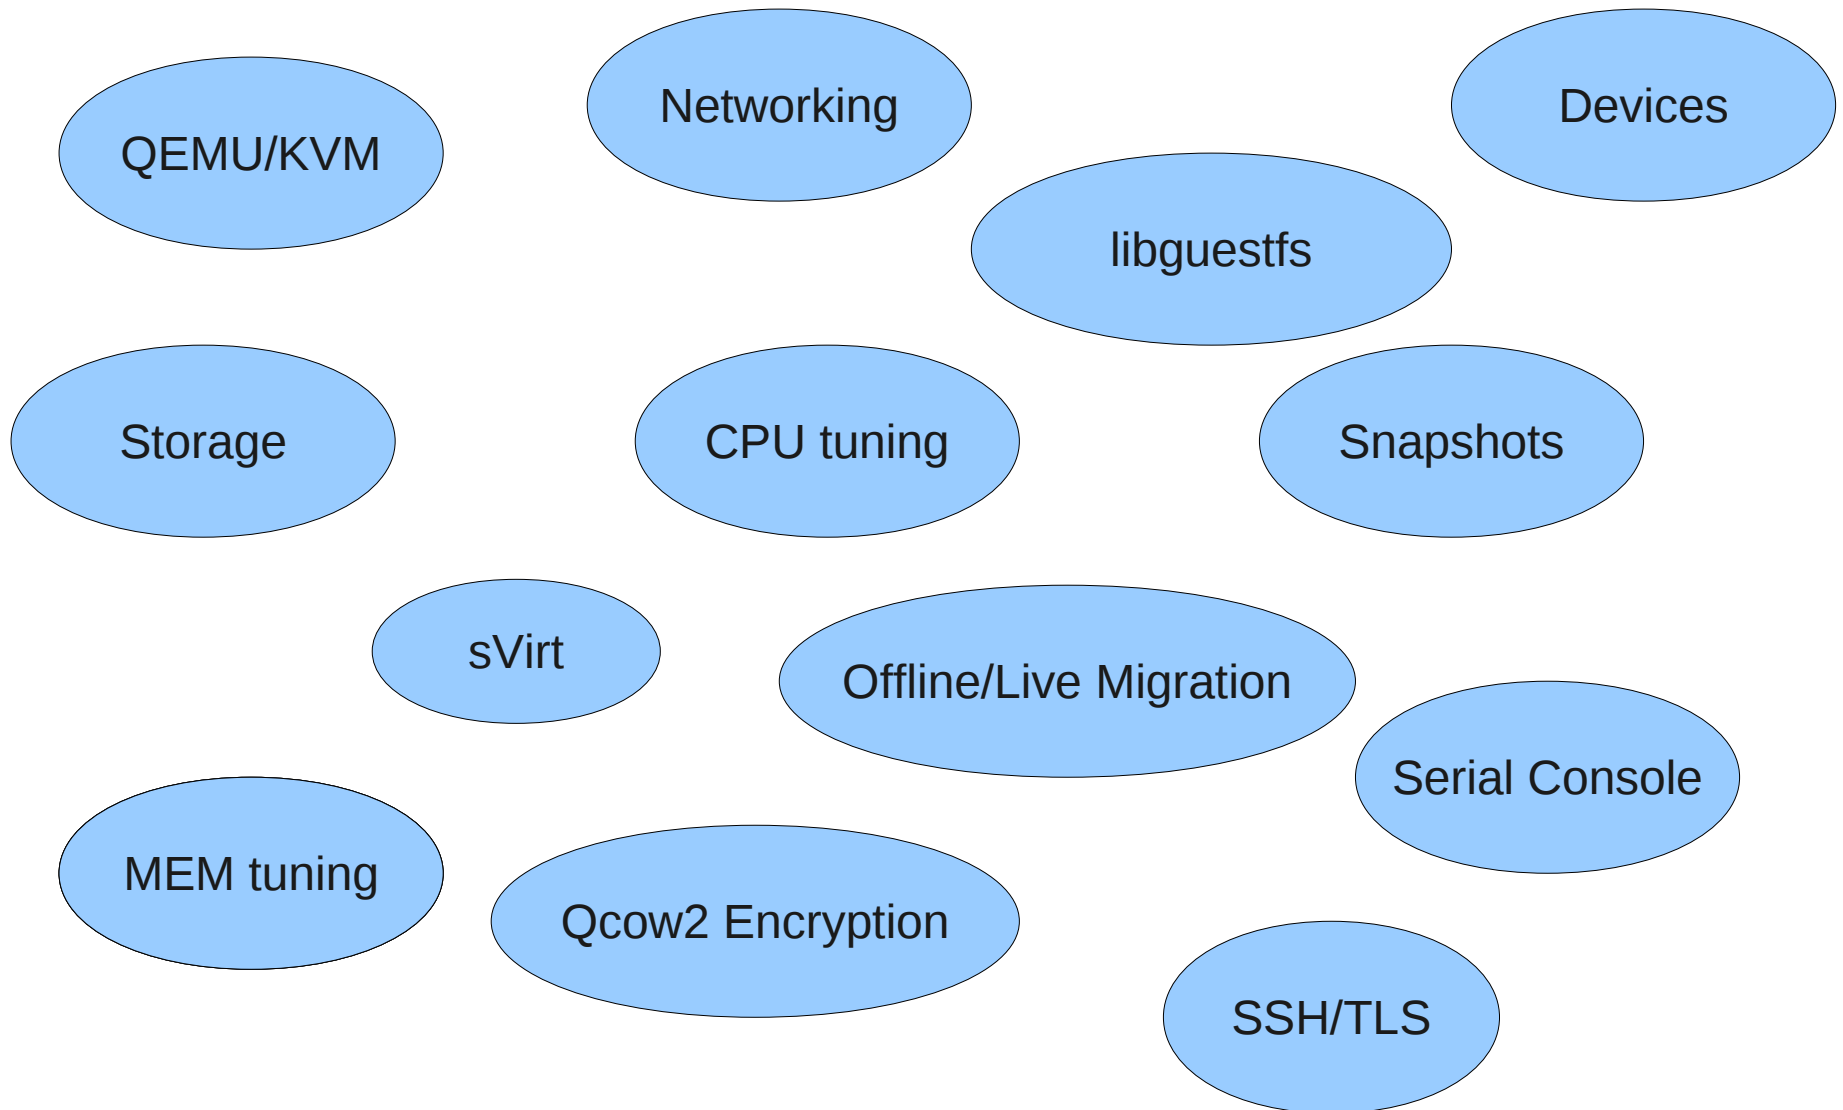 Networking
Devices
QEMU/KVM
libguestfs
Storage
CPU tuning
Snapshots
sVirt
Offline/Live Migration
Serial Console
MEM tuning
Qcow2 Encryption
SSH/TLS